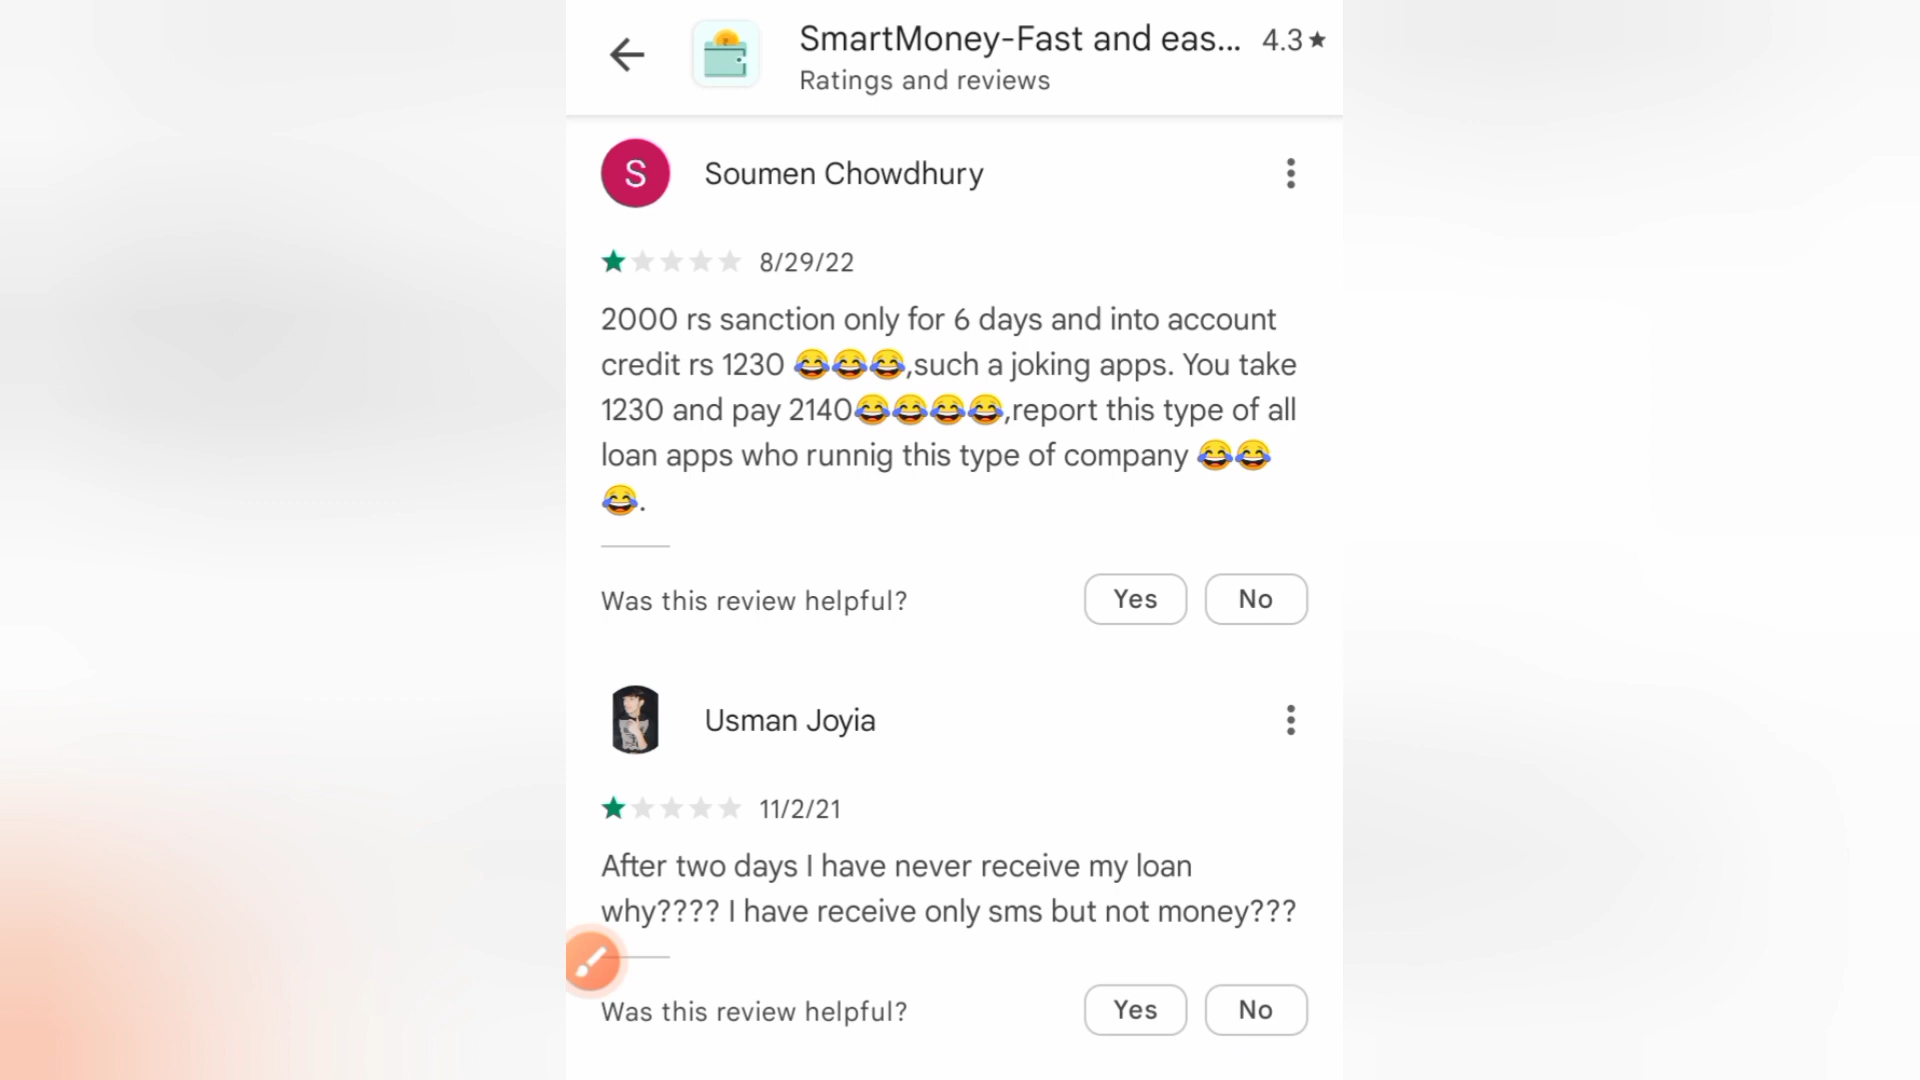 SmartMoney-Fast and eas... 4.3★
Ratings and reviews
S Soumen Chowdhury
8/29/22
2000 rs sanction only for 6 days and into account
credit rs 1230 😂😂😂,such a joking apps. You take
1230 and pay 2140😂😂😂😂,report this type of all
loan apps who runnig this type of company 😂😂
😂.
Was this review helpful? Yes No
Usman Joyia
11/2/21
After two days I have never receive my loan
why???? I have receive only sms but not money???
Was this review helpful? Yes No